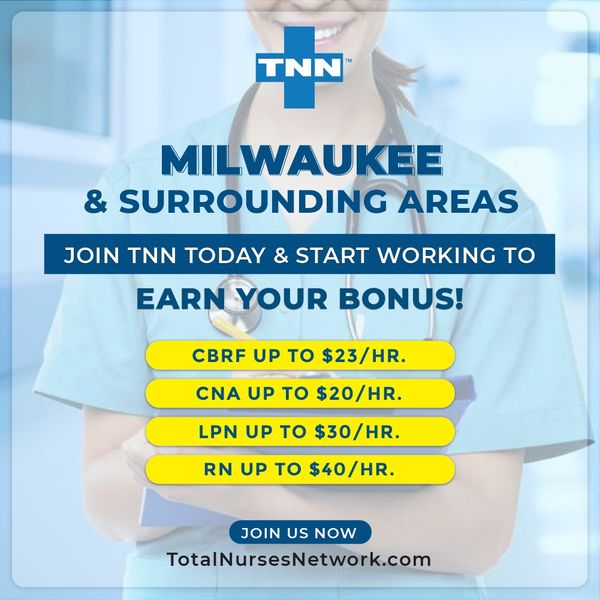 TNN™
MILWAUKEE
& SURROUNDING AREAS
JOIN TNN TODAY & START WORKING TO
EARN YOUR BONUS!
CBRF UP TO $23/HR.
CNA UP TO $20/HR.
LPN UP TO $30/HR.
RN UP TO $40/HR.
JOIN US NOW
TotalNursesNetwork.com